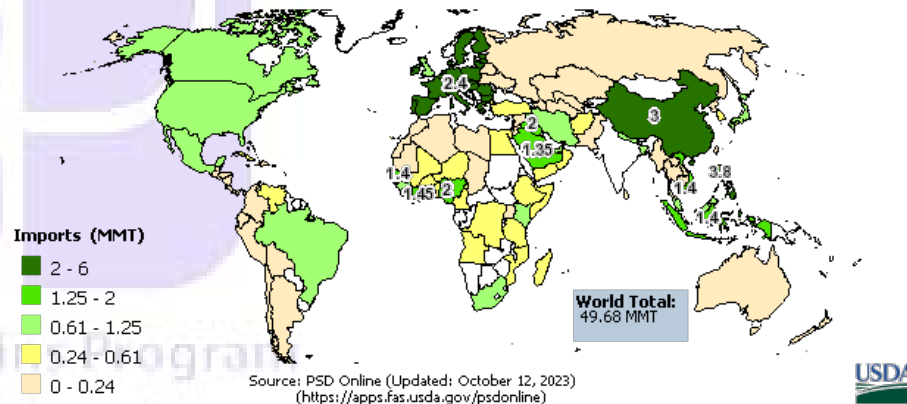 2.4
3
2
1.35
1.4
1.45
2
3.8
1.4
1.4
Imports (MMT)
2 - 6
1.25 - 2
0.61 - 1.25
0.24 - 0.61
0 - 0.24
World Total:
49.68 MMT
Program
Source: PSD Online (Updated: October 12, 2023)
(https://apps.fas.usda.gov/psdonline)
USDA